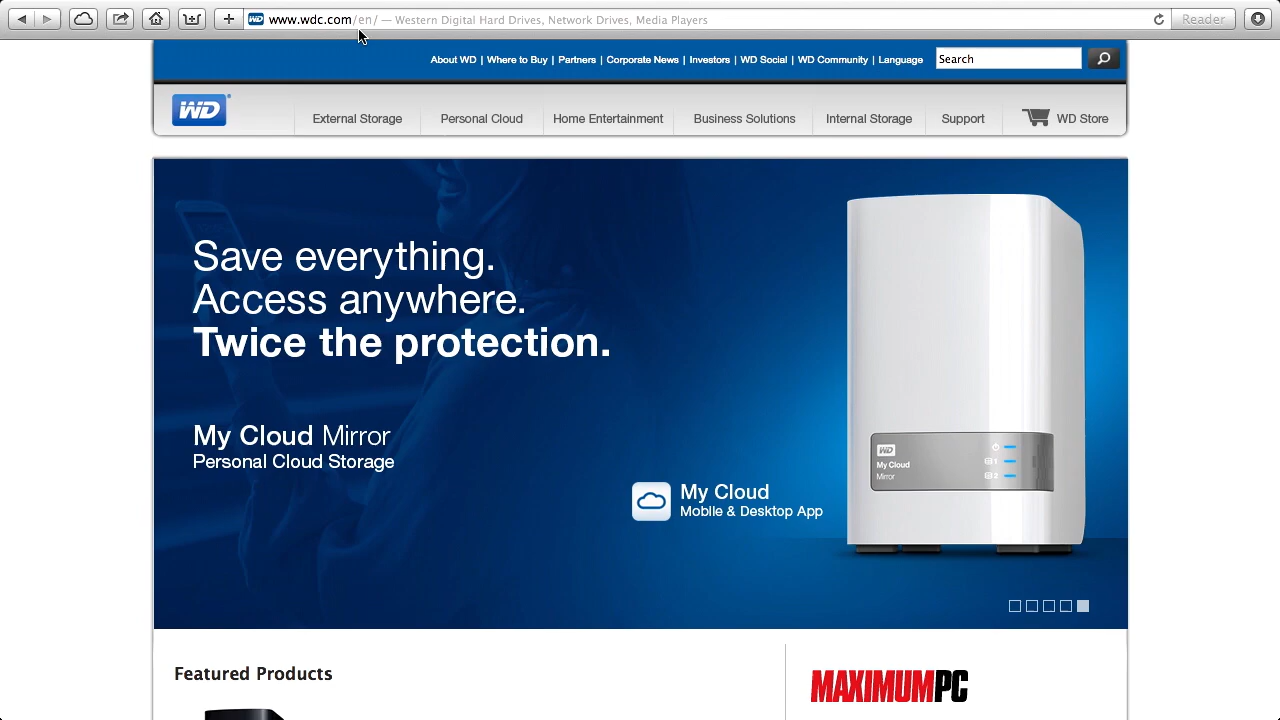 WD www.wdc.com/en/ — Western Digital Hard Drives, Network Drives, Media Players
Reader
About WD | Where to Buy | Partners | Corporate News | Investors | WD Social | WD Community | Language
Search
WD®
External Storage
Personal Cloud
Home Entertainment
Business Solutions
Internal Storage
Support
WD Store
Save everything.
Access anywhere.
Twice the protection.
My Cloud Mirror
Personal Cloud Storage
My Cloud
Mobile & Desktop App
WD
My Cloud
Mirror
1
2
Featured Products
MAXIMUMPC